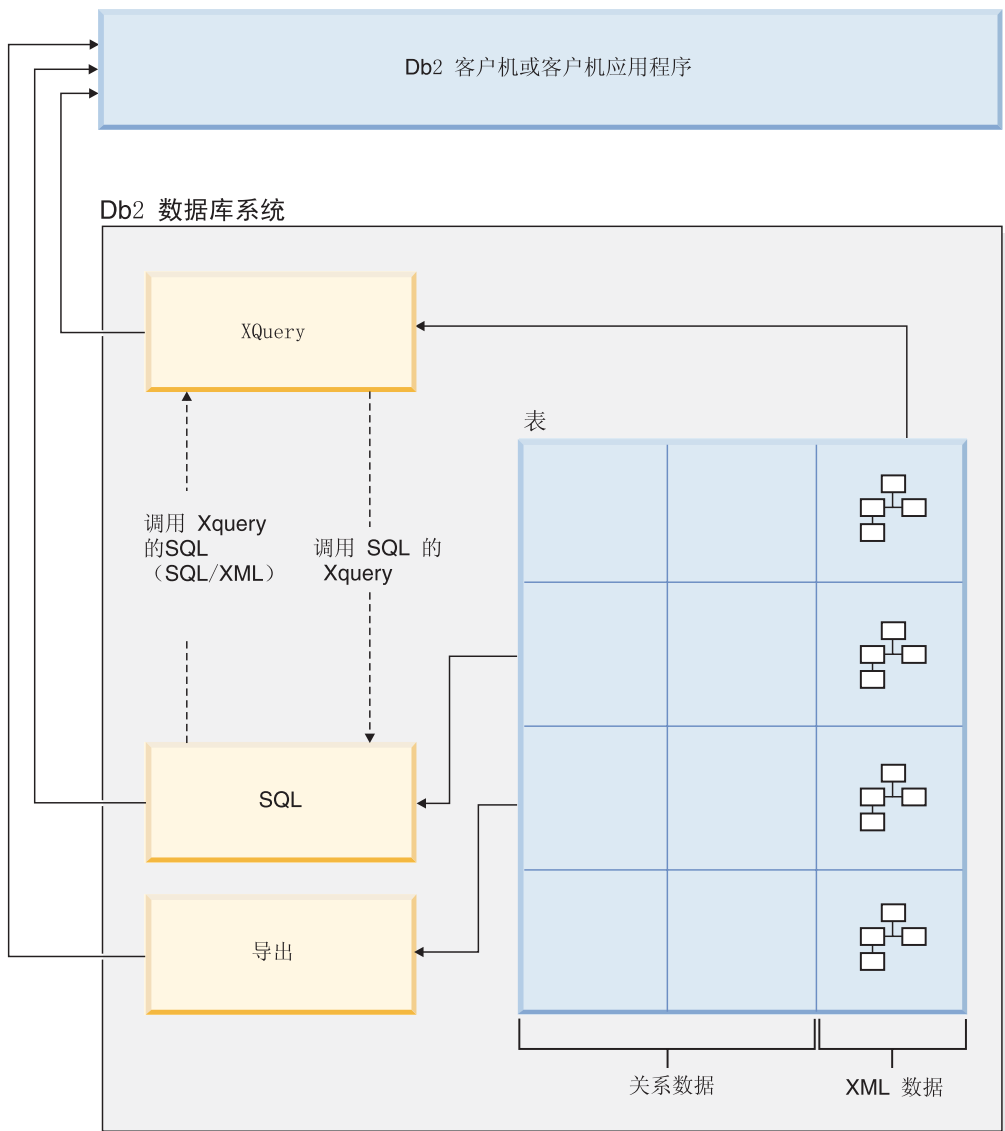 Db2 客户机或客户机应用程序
Db2 数据库系统
XQuery
表
调用 Xquery
的SQL
（SQL/XML）
调用 SQL 的
Xquery
SQL
导出
关系数据
XML 数据